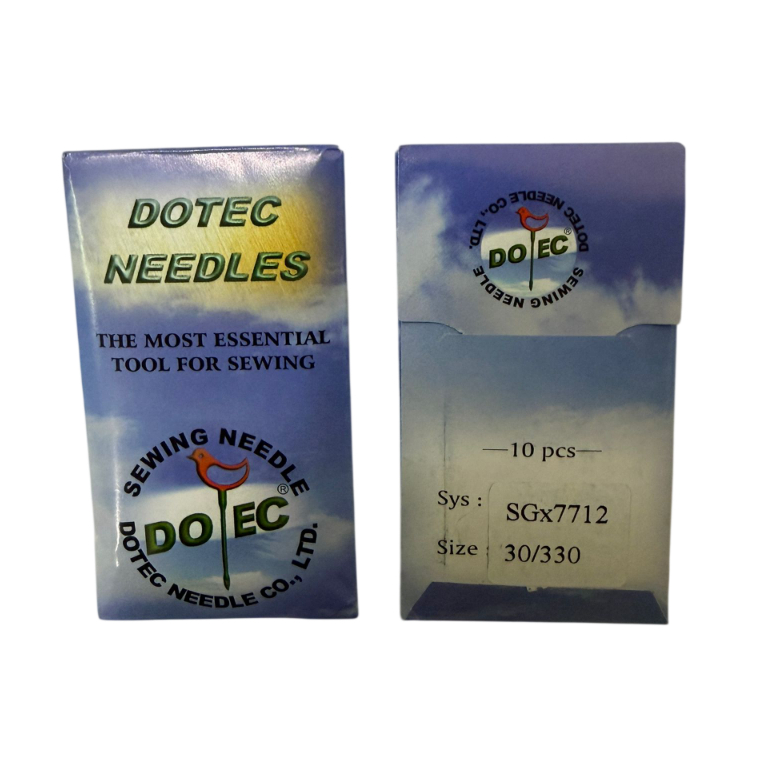 DOTEC
NEEDLES
THE MOST ESSENTIAL
TOOL FOR SEWING
SEWING NEEDLE
DOTEC®
DOTEC NEEDLE CO., LTD.
DOTEC NEEDLE CO., LTD.
DOTEC®
SEWING NEEDLE
—10 pcs—
Sys : SGx7712
Size : 30/330